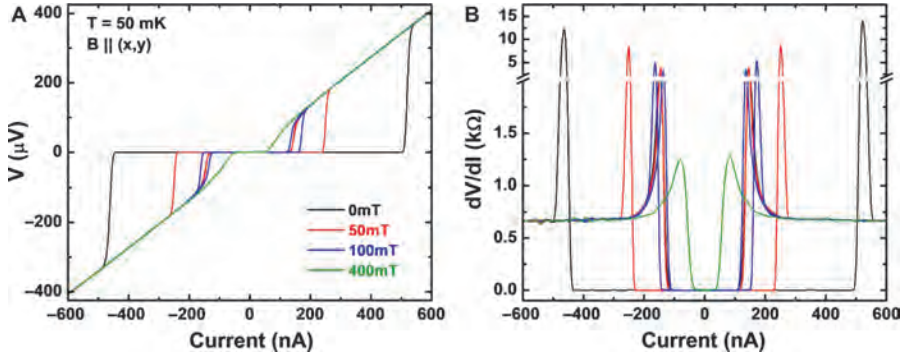 A
T = 50 mK
B || (x,y)
V (µV)
400
200
0
−200
−400
−600
−400
−200
0
200
400
600
Current (nA)
0mT
50mT
100mT
400mT
B
dV/dI (kΩ)
15
10
5
1.5
1.0
0.5
0.0
−600
−400
−200
0
200
400
600
Current (nA)